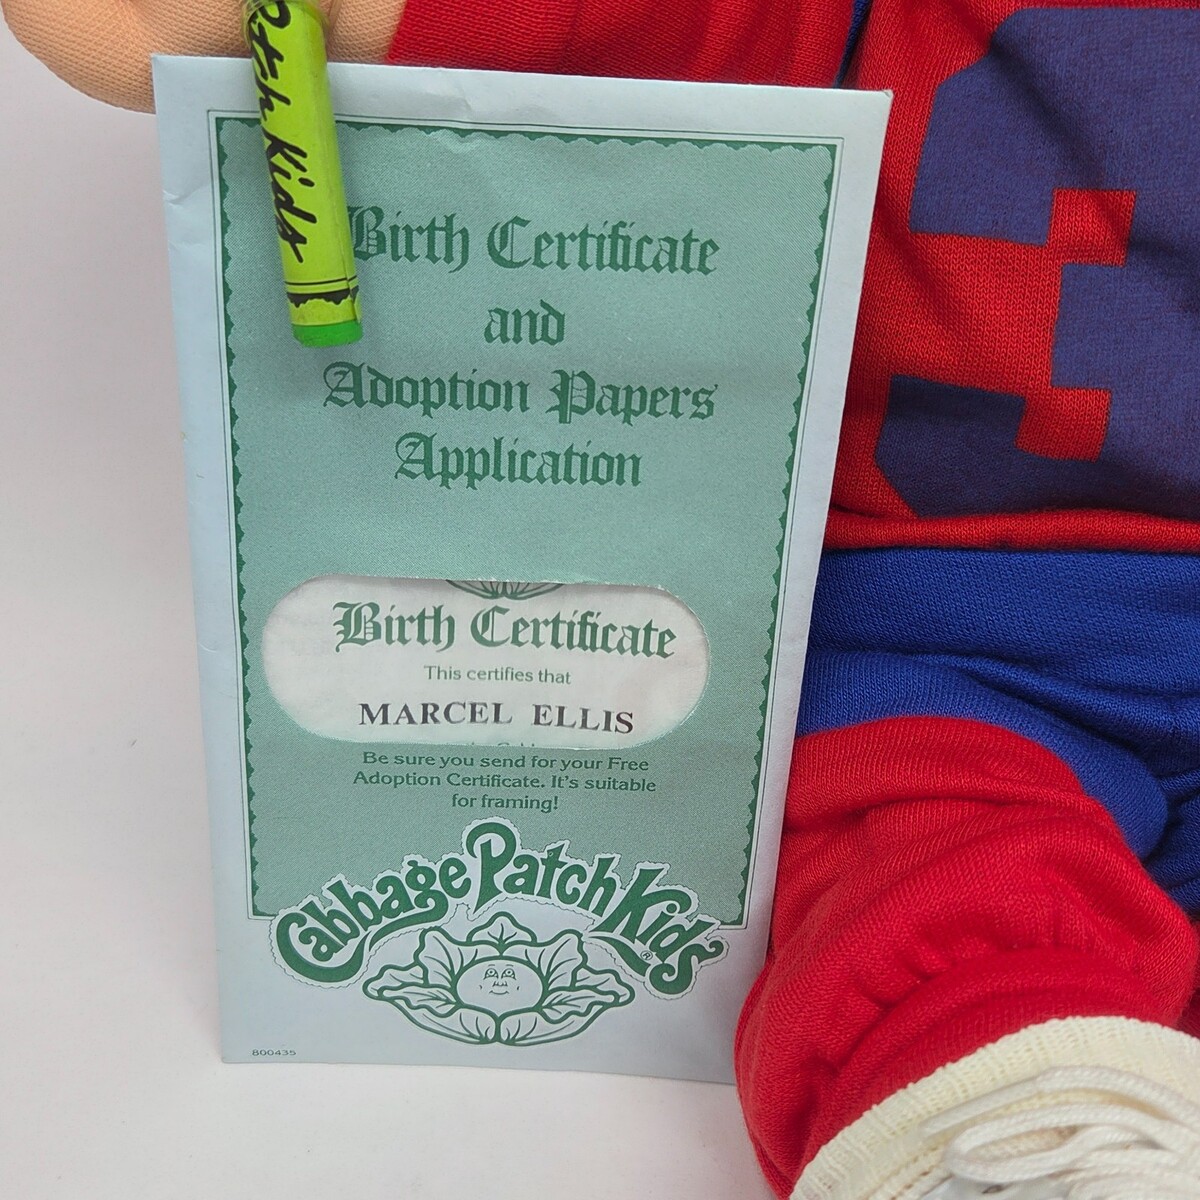 Patch Kids
Birth Certificate
and
Adoption Papers
Application
Birth Certificate
This certifies that
MARCEL ELLIS
Be sure you send for your Free
Adoption Certificate. It's suitable
for framing!
Cabbage Patch Kids®
800435